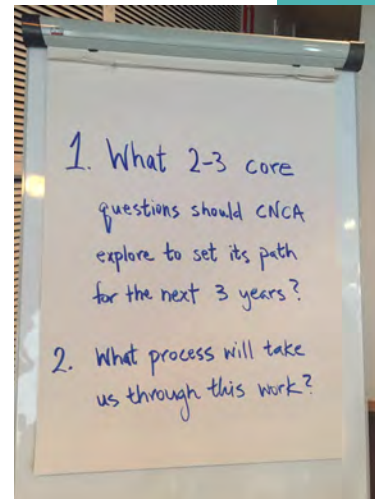 1. What 2-3 core
questions should CNCA
explore to set its path
for the next 3 years?
2. What process will take
us through this work?